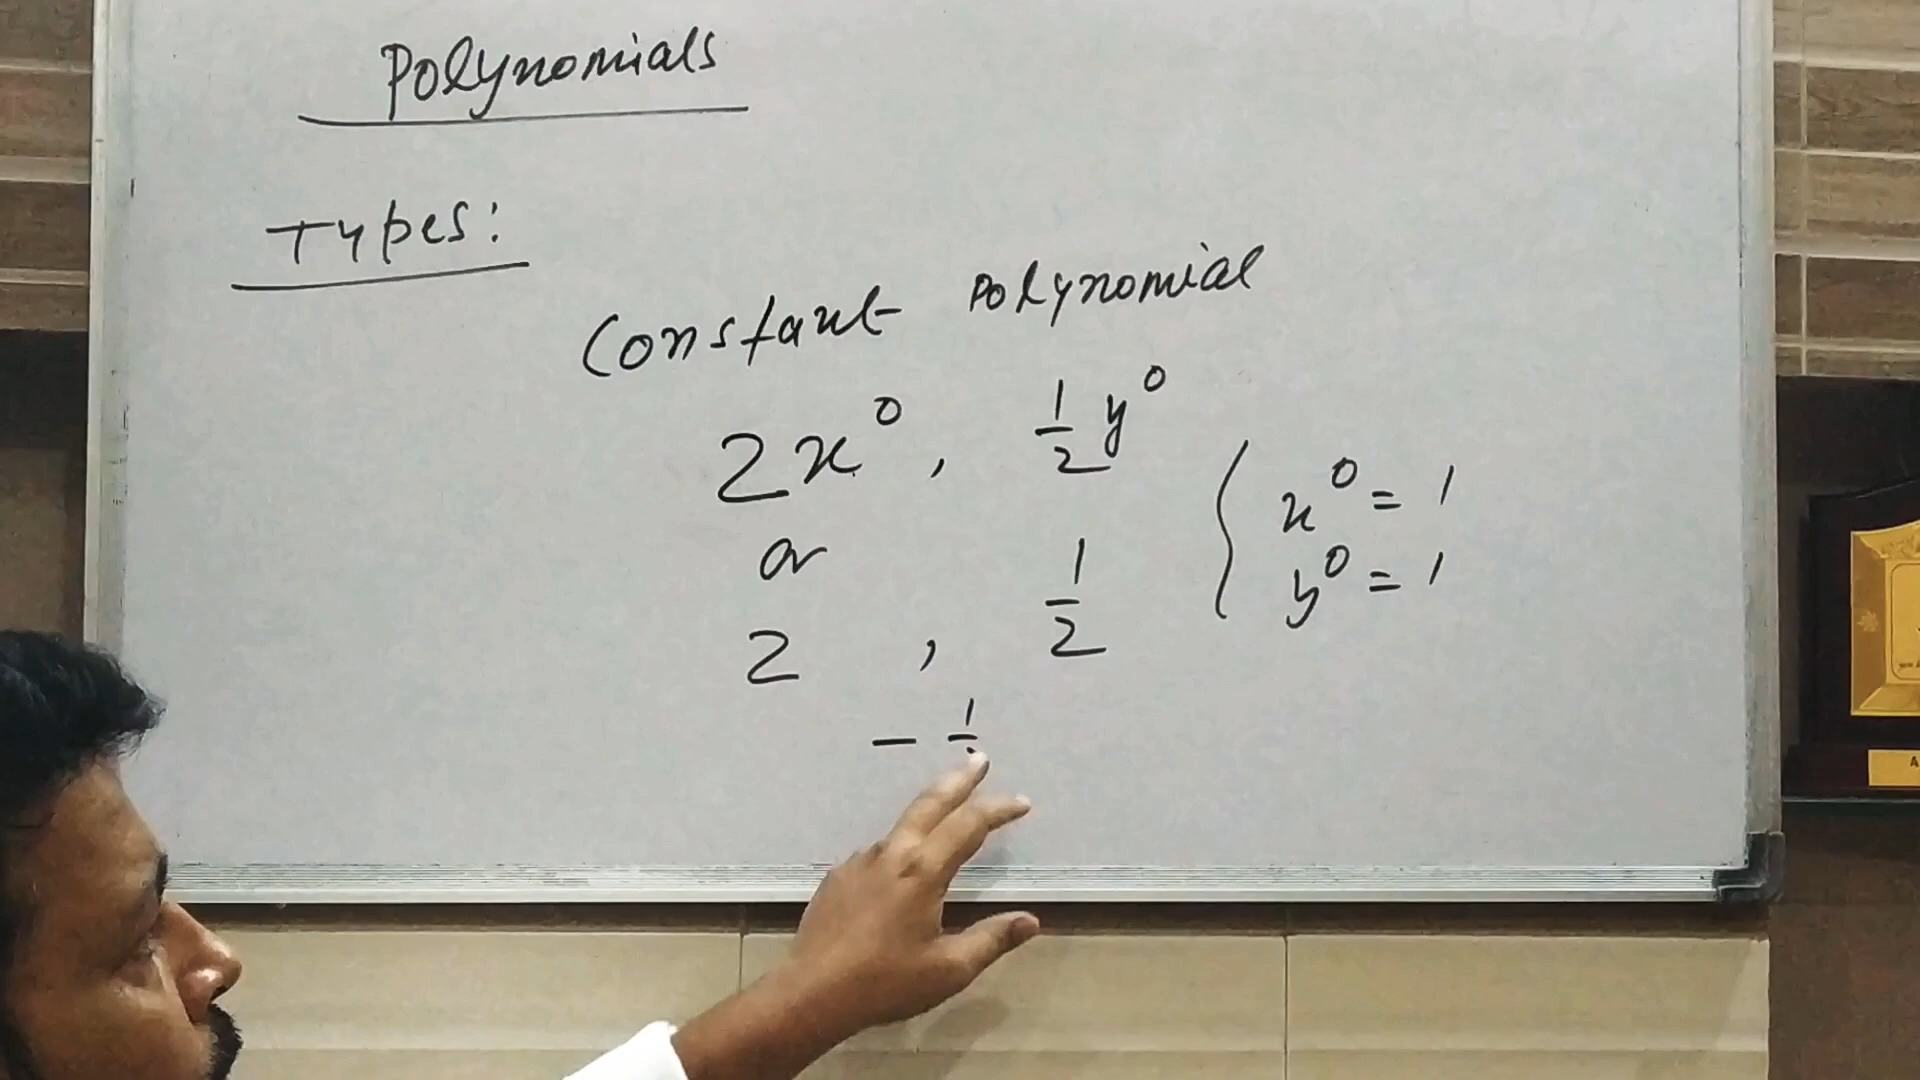 Polynomials
Types:
Constant Polynomial
2x⁰, 1/2 y⁰
or
2 , 1/2
{ x⁰ = 1
y⁰ = 1